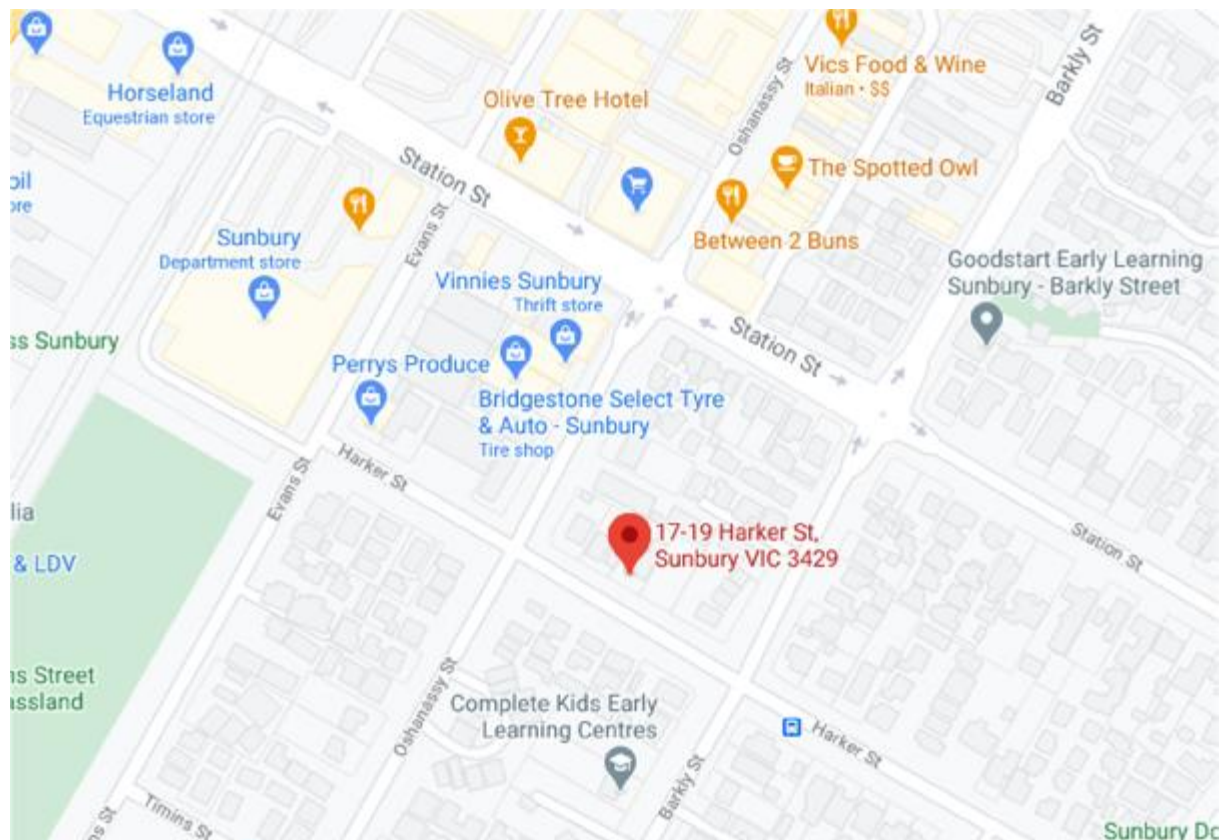 Horseland
Equestrian store
Olive Tree Hotel
Oshanassy St
Vics Food & Wine
Italian • $$
Barkly St
Station St
The Spotted Owl
oil
ore
Evans St
Sunbury
Department store
Between 2 Buns
Goodstart Early Learning
Sunbury - Barkly Street
Vinnies Sunbury
Thrift store
ss Sunbury
Station St
Perrys Produce
Bridgestone Select Tyre
& Auto - Sunbury
Tire shop
Harker St
Evans St
lia
17-19 Harker St,
Sunbury VIC 3429
Station St
& LDV
ns Street
assland
Oshanassy St
Complete Kids Early
Learning Centres
Harker St
Barkly St
Timins St
ns St
Sunbury Do